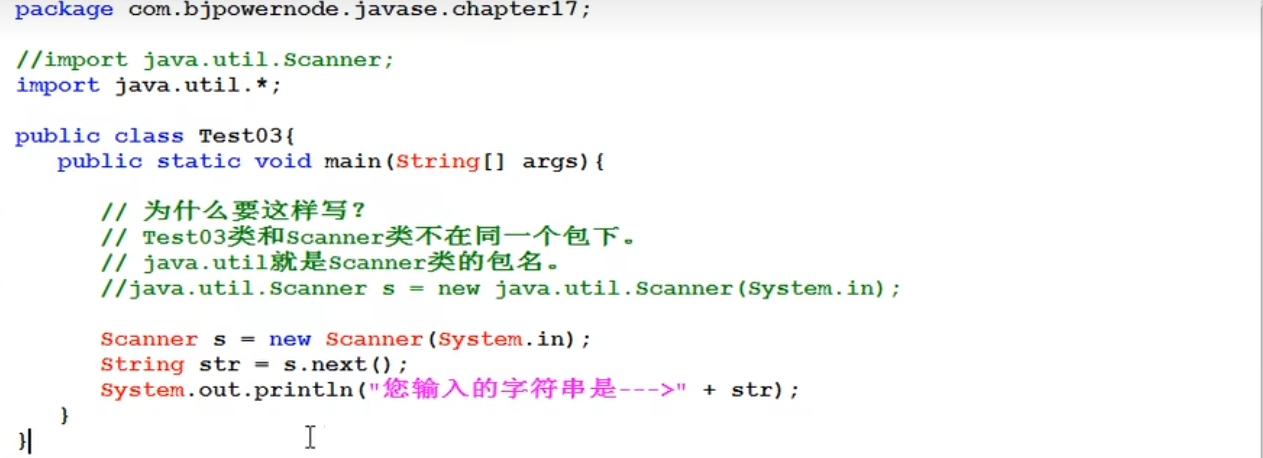 package com.bjpowernode.javase.chapter17;
//import java.util.Scanner;
import java.util.*;
public class Test03{
public static void main(String[] args){
// 为什么要这样写？
// Test03类和Scanner类不在同一个包下。
// java.util就是Scanner类的包名。
//java.util.Scanner s = new java.util.Scanner(System.in);
Scanner s = new Scanner(System.in);
String str = s.next();
System.out.println("您输入的字符串是--->" + str);
}
}